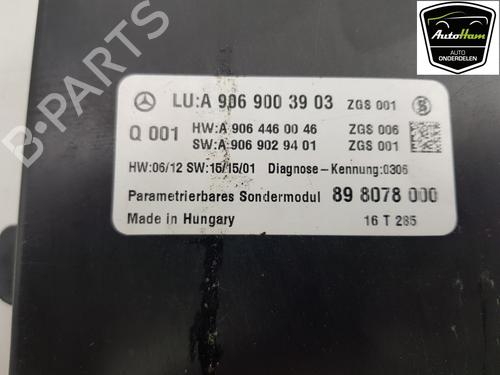 AutoHam
AUTO
ONDERDELEN
LU:A 906 900 39 03 ZGS 001
Q 001 HW:A 906 446 00 46 ZGS 006
SW:A 906 902 94 01 ZGS 001
HW:06/12 SW:15/15/01 Diagnose-Kennung:0306
Parametrierbares Sondermodul 89 8078 000
Made in Hungary 16 T 285
B-PARTS